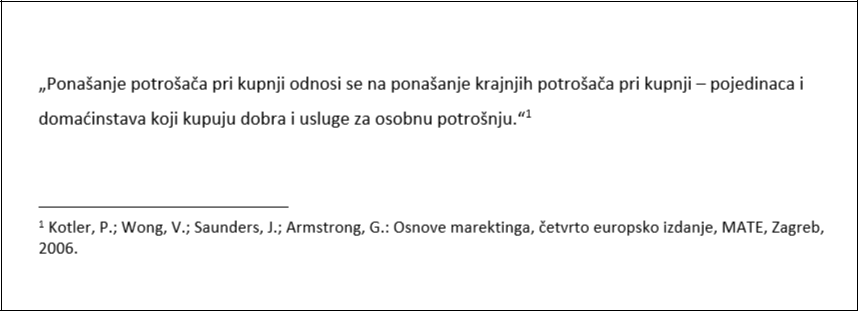 „Ponašanje potrošača pri kupnji odnosi se na ponašanje krajnjih potrošača pri kupnji – pojedinaca i
domaćinstava koji kupuju dobra i usluge za osobnu potrošnju.“1
1 Kotler, P.; Wong, V.; Saunders, J.; Armstrong, G.: Osnove marektinga, četvrto europsko izdanje, MATE, Zagreb,
2006.